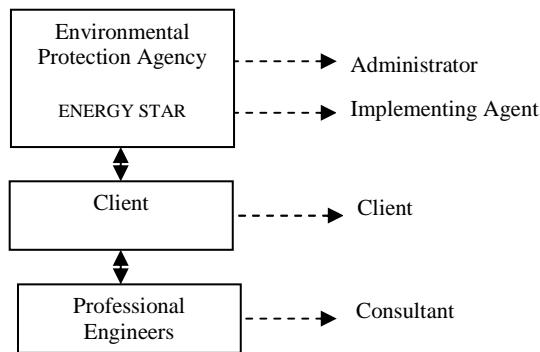 Environmental
Protection Agency
Administrator
ENERGY STAR
Implementing Agent
Client
Client
Professional
Engineers
Consultant